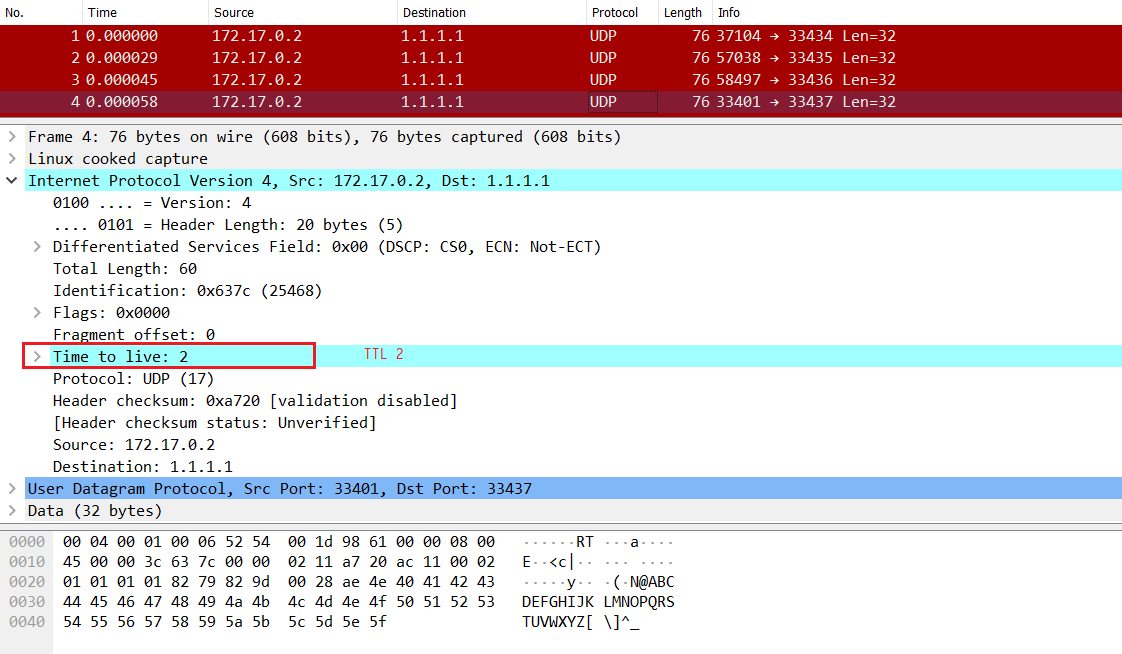 No. Time Source Destination Protocol Length Info
1 0.000000 172.17.0.2 1.1.1.1 UDP 76 37104 → 33434 Len=32
2 0.000029 172.17.0.2 1.1.1.1 UDP 76 57038 → 33435 Len=32
3 0.000045 172.17.0.2 1.1.1.1 UDP 76 58497 → 33436 Len=32
4 0.000058 172.17.0.2 1.1.1.1 UDP 76 33401 → 33437 Len=32
Frame 4: 76 bytes on wire (608 bits), 76 bytes captured (608 bits)
Linux cooked capture
Internet Protocol Version 4, Src: 172.17.0.2, Dst: 1.1.1.1
0100 .... = Version: 4
.... 0101 = Header Length: 20 bytes (5)
Differentiated Services Field: 0x00 (DSCP: CS0, ECN: Not-ECT)
Total Length: 60
Identification: 0x637c (25468)
Flags: 0x0000
Fragment offset: 0
Time to live: 2 TTL 2
Protocol: UDP (17)
Header checksum: 0xa720 [validation disabled]
[Header checksum status: Unverified]
Source: 172.17.0.2
Destination: 1.1.1.1
User Datagram Protocol, Src Port: 33401, Dst Port: 33437
Data (32 bytes)
0000 00 04 00 01 00 06 52 54 00 1d 98 61 00 00 08 00 ······RT ···a····
0010 45 00 00 3c 63 7c 00 00 02 11 a7 20 ac 11 00 02 E··<c|·· ··· ····
0020 01 01 01 01 82 79 82 9d 00 28 ae 4e 40 41 42 43 ·····y·· ·(·N@ABC
0030 44 45 46 47 48 49 4a 4b 4c 4d 4e 4f 50 51 52 53 DEFGHIJK LMNOPQRS
0040 54 55 56 57 58 59 5a 5b 5c 5d 5e 5f TUVWXYZ[ \]^_